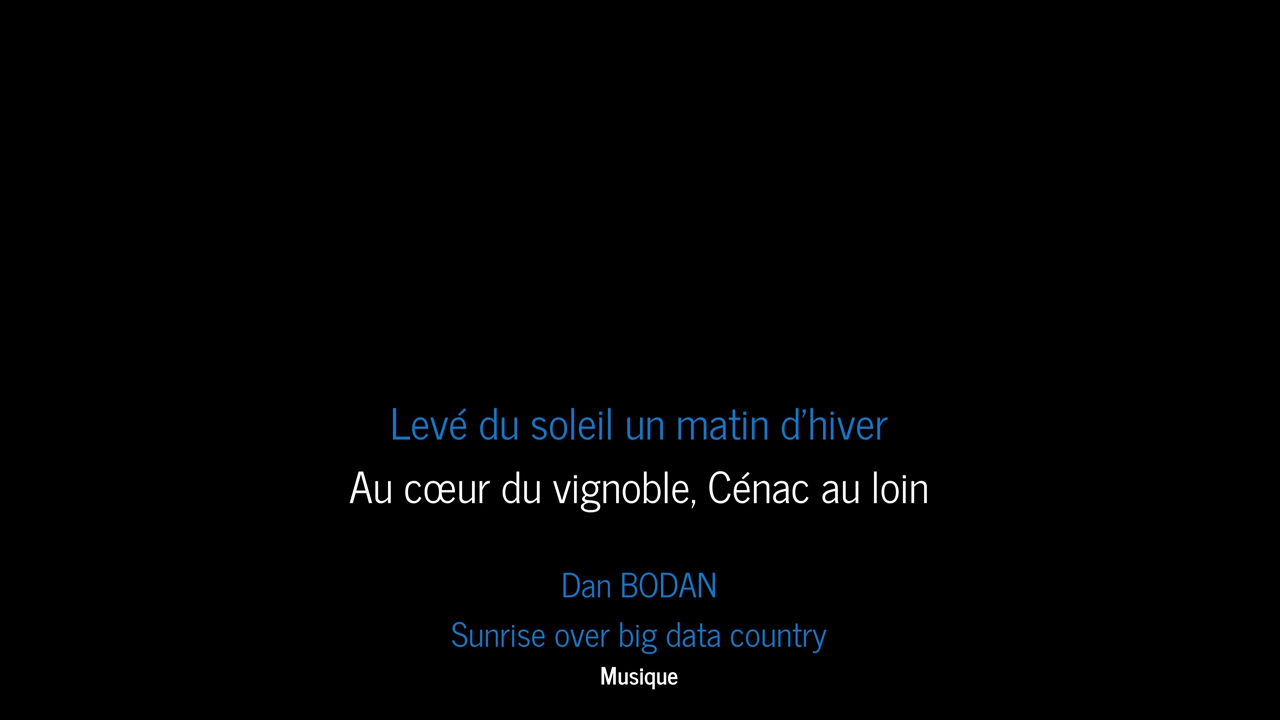 Levé du soleil un matin d’hiver
Au cœur du vignoble, Cénac au loin
Dan BODAN
Sunrise over big data country
Musique